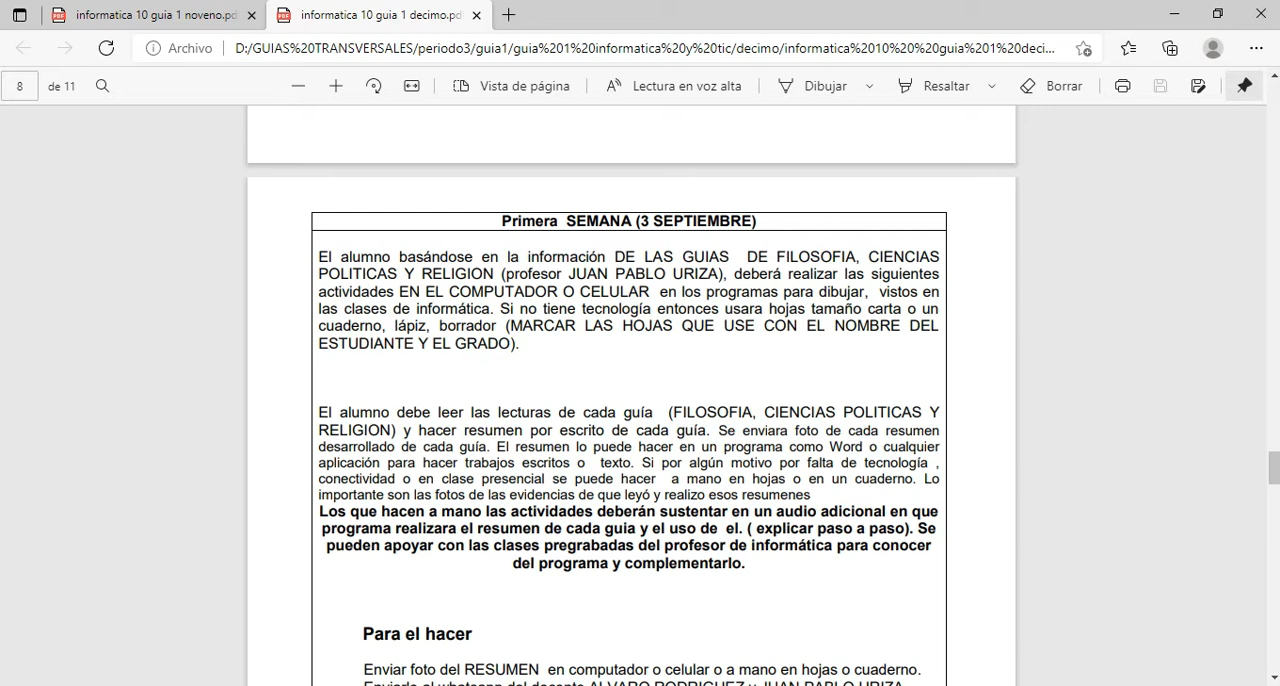 informatica 10 guia 1 noveno.pd
informatica 10 guia 1 decimo.pd
Archivo
D:/GUIAS%20TRANSVERSALES/periodo3/guia1/guia%201%20informatica%20y%20tic/decimo/informatica%2010%20%20guia%201%20deci...
8 de 11
Vista de página
Lectura en voz alta
Dibujar
Resaltar
Borrar
Primera SEMANA (3 SEPTIEMBRE)
El alumno basándose en la información DE LAS GUIAS DE FILOSOFIA, CIENCIAS
POLITICAS Y RELIGION (profesor JUAN PABLO URIZA), deberá realizar las siguientes
actividades EN EL COMPUTADOR O CELULAR en los programas para dibujar, vistos en
las clases de informática. Si no tiene tecnología entonces usara hojas tamaño carta o un
cuaderno, lápiz, borrador (MARCAR LAS HOJAS QUE USE CON EL NOMBRE DEL
ESTUDIANTE Y EL GRADO).
El alumno debe leer las lecturas de cada guía (FILOSOFIA, CIENCIAS POLITICAS Y
RELIGION) y hacer resumen por escrito de cada guía. Se enviara foto de cada resumen
desarrollado de cada guía. El resumen lo puede hacer en un programa como Word o cualquier
aplicación para hacer trabajos escritos o texto. Si por algún motivo por falta de tecnología ,
conectividad o en clase presencial se puede hacer a mano en hojas o en un cuaderno. Lo
importante son las fotos de las evidencias de que leyó y realizo esos resumenes
Los que hacen a mano las actividades deberán sustentar en un audio adicional en que
programa realizara el resumen de cada guia y el uso de el. ( explicar paso a paso). Se
pueden apoyar con las clases pregrabadas del profesor de informática para conocer
del programa y complementarlo.
Para el hacer
Enviar foto del RESUMEN en computador o celular o a mano en hojas o cuaderno.
Enviarlo al whatsapp del docente ALVARO RODRIGUEZ y JUAN PABLO URIZA